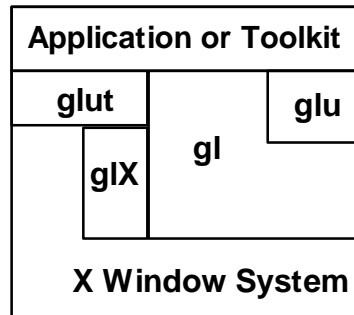 Application or Toolkit
glut
glu
gl
glX
X Window System